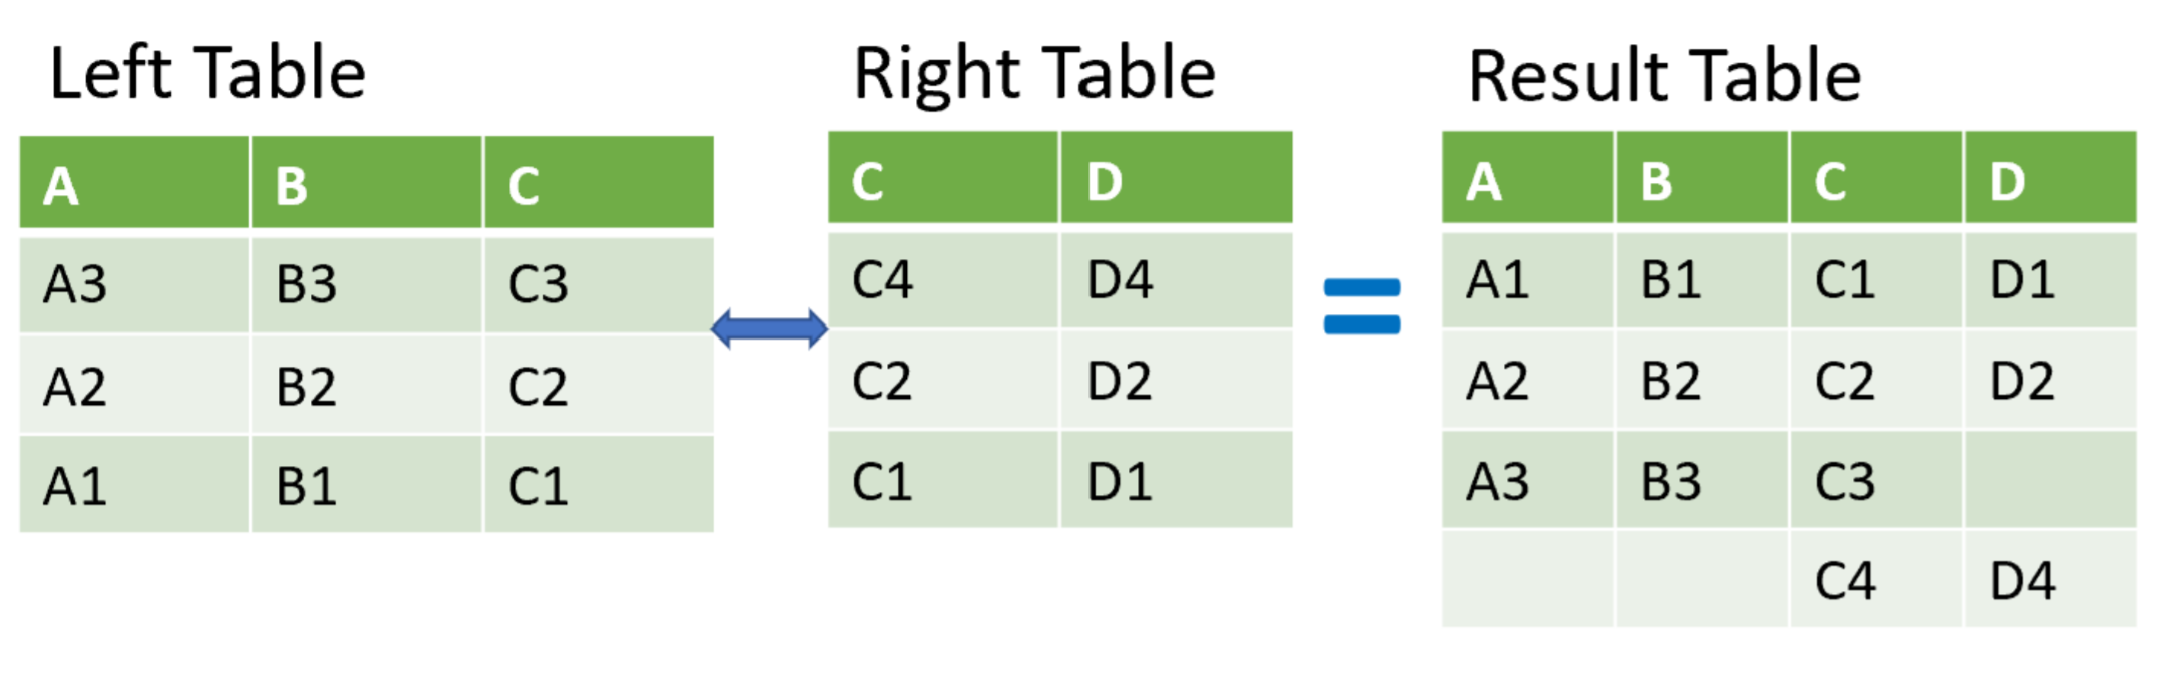 Left Table
A B C
A3 B3 C3
A2 B2 C2
A1 B1 C1
Right Table
C D
C4 D4
C2 D2
C1 D1
=
Result Table
A B C D
A1 B1 C1 D1
A2 B2 C2 D2
A3 B3 C3
C4 D4